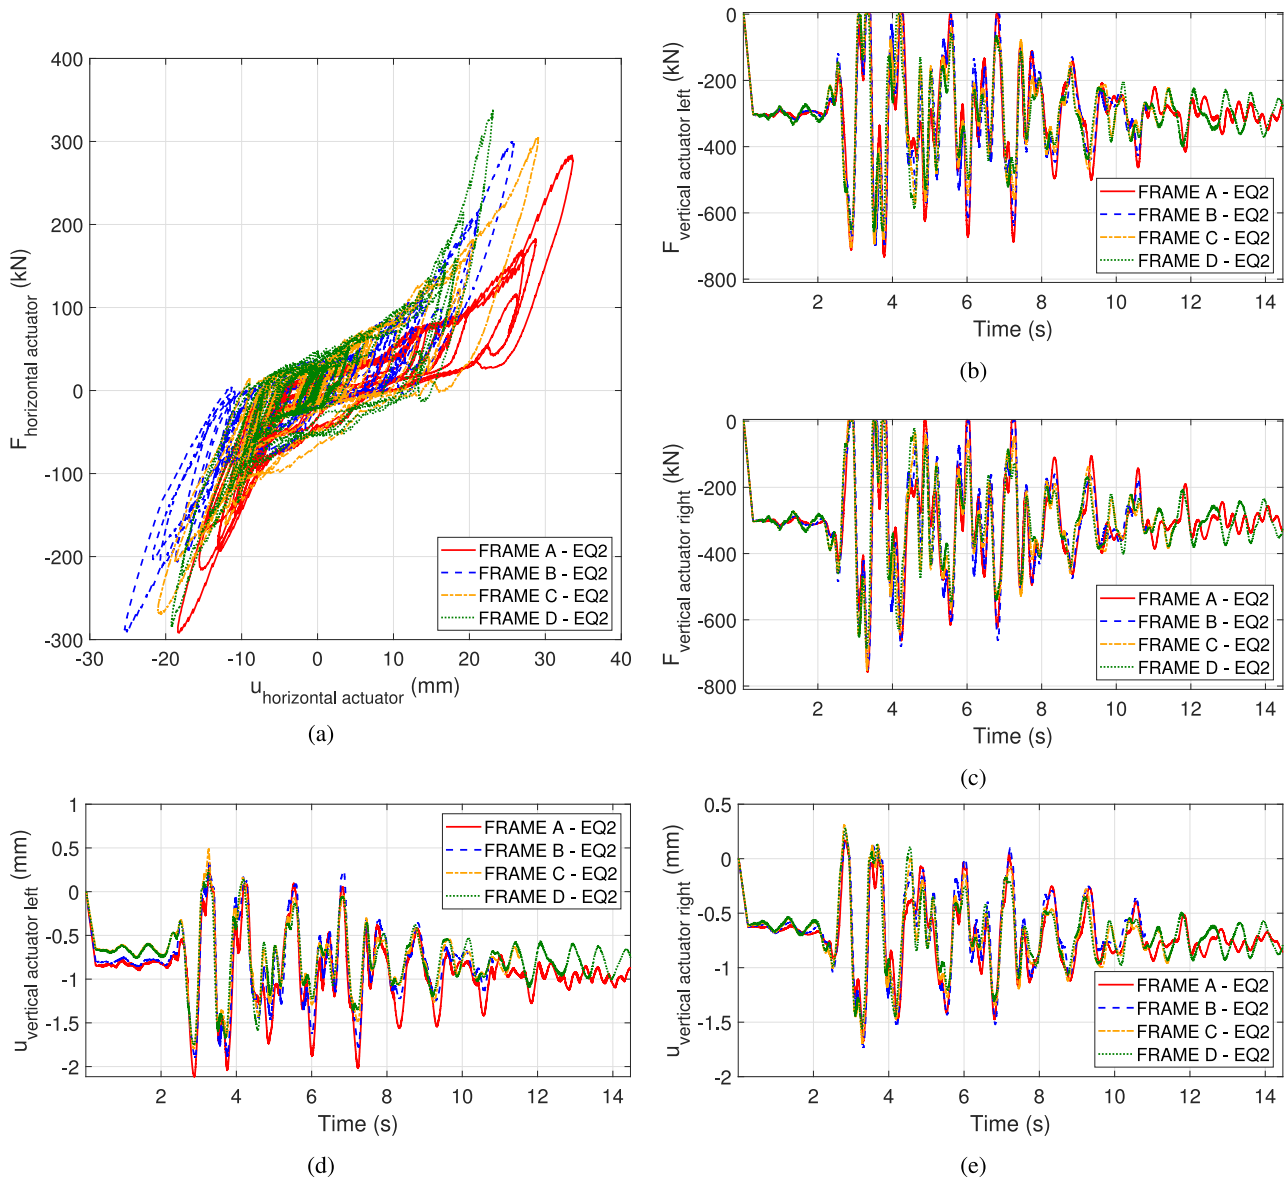 400
300
200
100
0
-100
-200
-300
-30 -20 -10 0 10 20 30 40
F horizontal actuator (kN)
u horizontal actuator (mm)
FRAME A - EQ2
FRAME B - EQ2
FRAME C - EQ2
FRAME D - EQ2
(a)
0
-200
-400
-600
-800
2 4 6 8 10 12 14
F vertical actuator left (kN)
Time (s)
FRAME A - EQ2
FRAME B - EQ2
FRAME C - EQ2
FRAME D - EQ2
(b)
0
-200
-400
-600
-800
2 4 6 8 10 12 14
F vertical actuator right (kN)
Time (s)
FRAME A - EQ2
FRAME B - EQ2
FRAME C - EQ2
FRAME D - EQ2
(c)
1
0.5
0
-0.5
-1
-1.5
-2
2 4 6 8 10 12 14
u vertical actuator left (mm)
Time (s)
FRAME A - EQ2
FRAME B - EQ2
FRAME C - EQ2
FRAME D - EQ2
(d)
0.5
0
-0.5
-1
-1.5
-2
2 4 6 8 10 12 14
u vertical actuator right (mm)
Time (s)
FRAME A - EQ2
FRAME B - EQ2
FRAME C - EQ2
FRAME D - EQ2
(e)